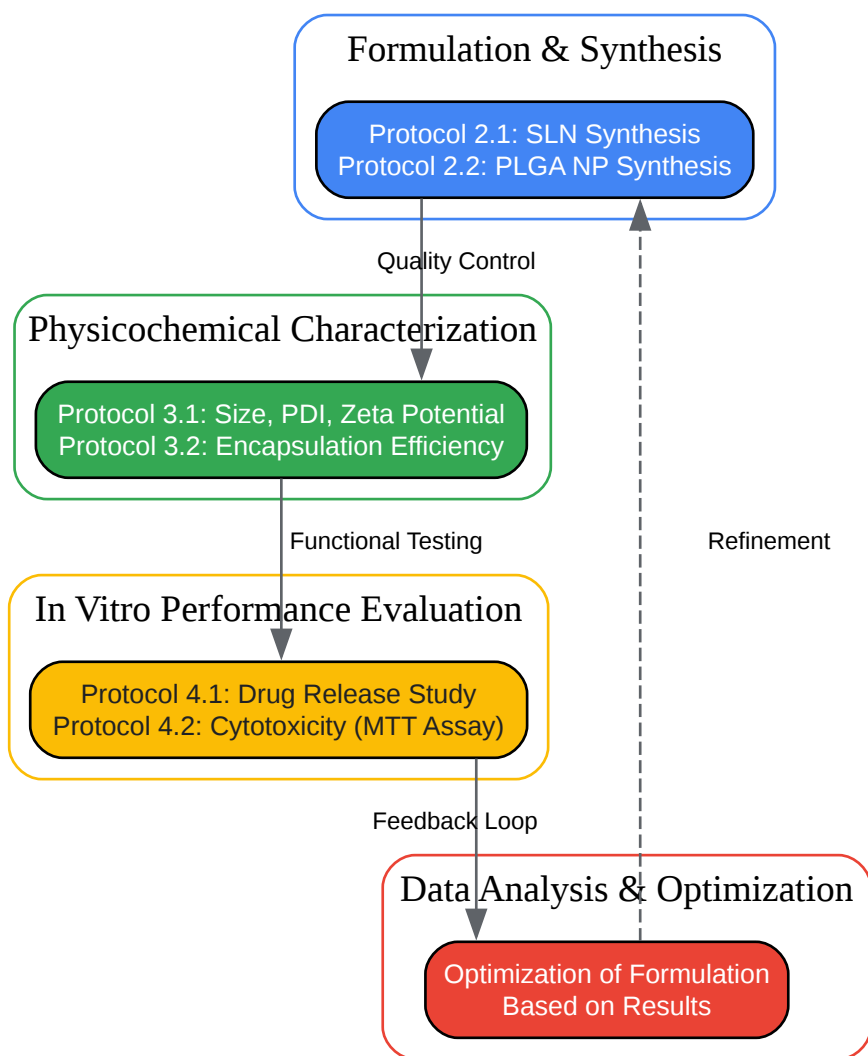 Formulation & Synthesis
Protocol 2.1: SLN Synthesis
Protocol 2.2: PLGA NP Synthesis
Quality Control
Physicochemical Characterization
Protocol 3.1: Size, PDI, Zeta Potential
Protocol 3.2: Encapsulation Efficiency
Functional Testing
Refinement
In Vitro Performance Evaluation
Protocol 4.1: Drug Release Study
Protocol 4.2: Cytotoxicity (MTT Assay)
Feedback Loop
Data Analysis & Optimization
Optimization of Formulation
Based on Results